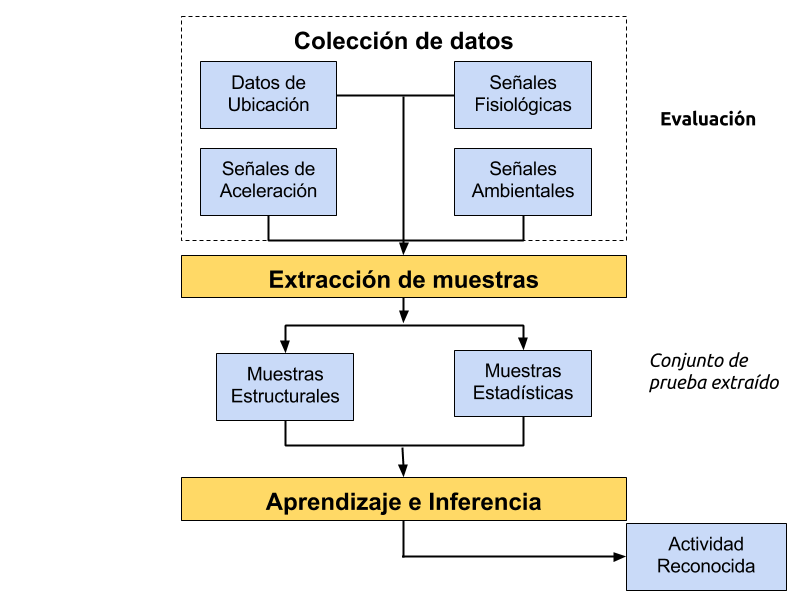 Colección de datos
Datos de
Ubicación
Señales
Fisiológicas
Evaluación
Señales de
Aceleración
Señales
Ambientales
Extracción de muestras
Muestras
Estructurales
Muestras
Estadísticas
Conjunto de
prueba extraído
Aprendizaje e Inferencia
Actividad
Reconocida